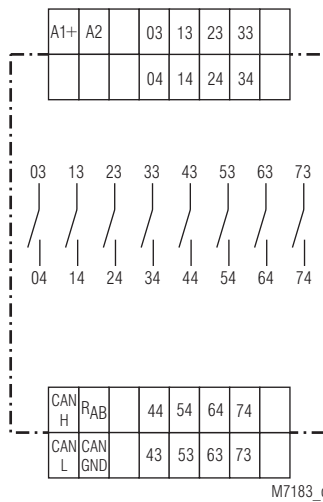 A1+ A2 03 13 23 33
04 14 24 34
03 13 23 33 43 53 63 73
04 14 24 34 44 54 64 74
CAN H RAB 44 54 64 74
CAN L CAN GND 43 53 63 73